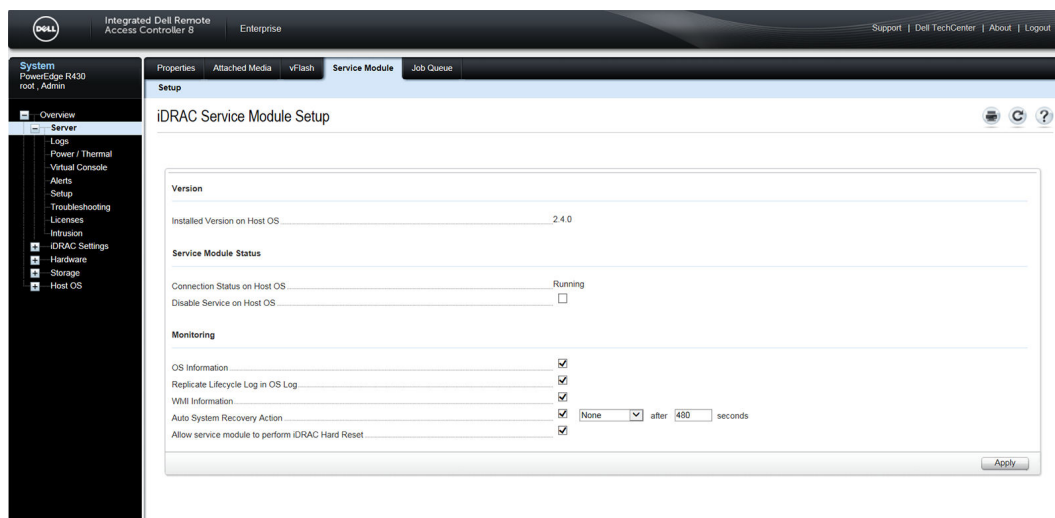 DELL
Integrated Dell Remote
Access Controller 8
Enterprise
Support | Dell TechCenter | About | Logout
System
PowerEdge R430
root , Admin
Properties Attached Media vFlash Service Module Job Queue
Setup
Overview
Server
Logs
Power / Thermal
Virtual Console
Alerts
Setup
Troubleshooting
Licenses
Intrusion
iDRAC Settings
Hardware
Storage
Host OS
iDRAC Service Module Setup
Version
Installed Version on Host OS 2.4.0
Service Module Status
Connection Status on Host OS Running
Disable Service on Host OS
Monitoring
OS Information
Replicate Lifecycle Log in OS Log
WMI Information
Auto System Recovery Action None after 480 seconds
Allow service module to perform iDRAC Hard Reset
Apply